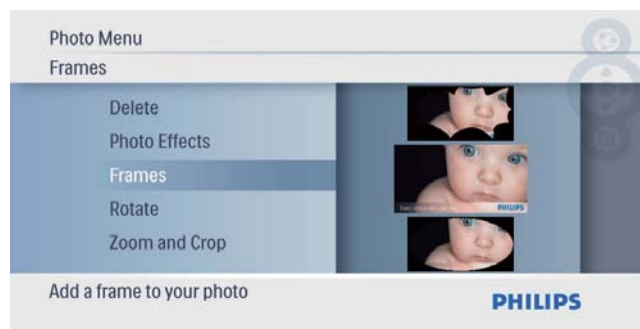 Photo Menu
Frames
Delete
Photo Effects
Frames
Rotate
Zoom and Crop
PHILIPS
Add a frame to your photo
PHILIPS